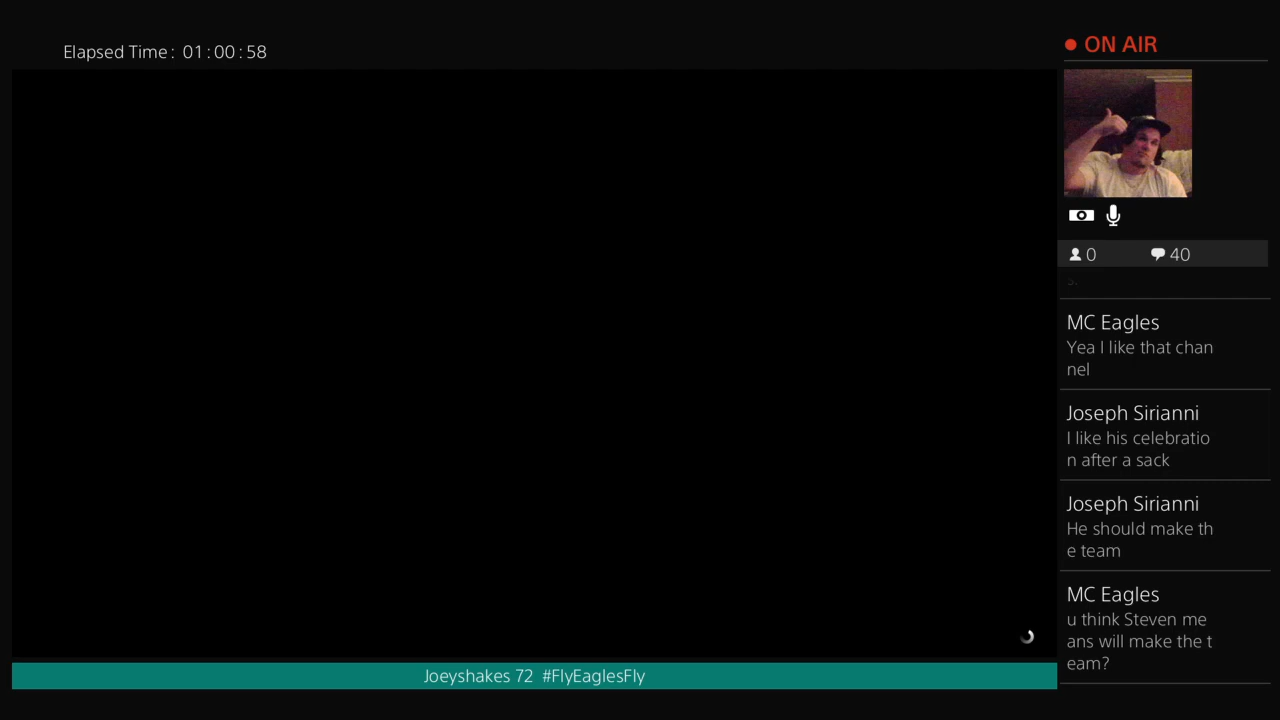 Elapsed Time: 01:00:58
ON AIR
0 40
s.
MC Eagles
Yea I like that chan
nel
Joseph Sirianni
I like his celebratio
n after a sack
Joseph Sirianni
He should make th
e team
MC Eagles
u think Steven me
ans will make the t
eam?
Joeyshakes 72 #FlyEaglesFly